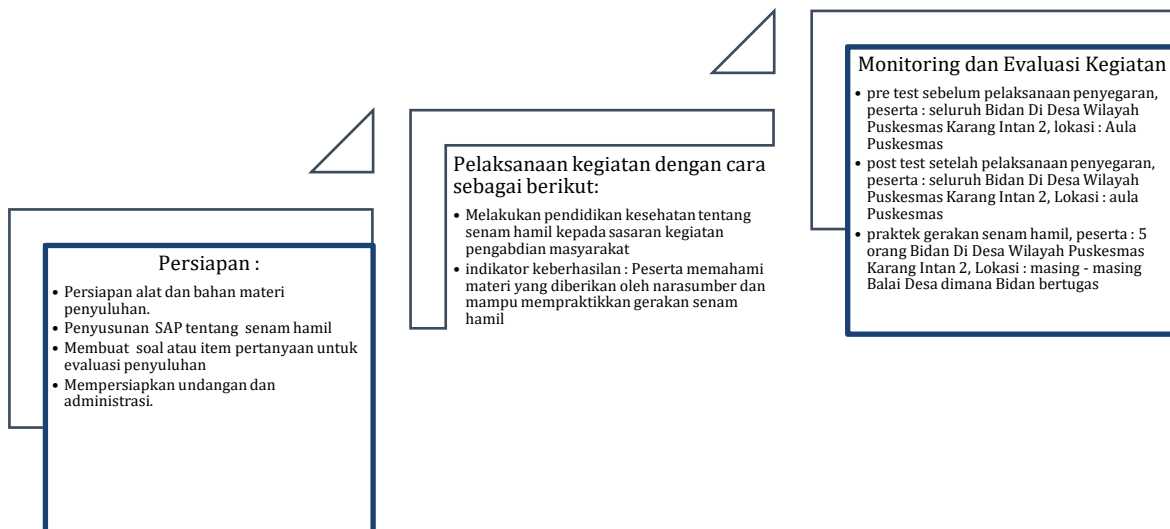 Persiapan :
• Persiapan alat dan bahan materi
penyuluhan.
• Penyusunan SAP tentang senam hamil
• Membuat soal atau item pertanyaan untuk
evaluasi penyuluhan
• Mempersiapkan undangan dan
administrasi.
Pelaksanaan kegiatan dengan cara
sebagai berikut:
• Melakukan pendidikan kesehatan tentang
senam hamil kepada sasaran kegiatan
pengabdian masyarakat
• indikator keberhasilan : Peserta memahami
materi yang diberikan oleh narasumber dan
mampu mempraktikkan gerakan senam
hamil
Monitoring dan Evaluasi Kegiatan
• pre test sebelum pelaksanaan penyegaran,
peserta : seluruh Bidan Di Desa Wilayah
Puskesmas Karang Intan 2, lokasi : Aula
Puskesmas
• post test setelah pelaksanaan penyegaran,
peserta : seluruh Bidan Di Desa Wilayah
Puskesmas Karang Intan 2, Lokasi : aula
Puskesmas
• praktek gerakan senam hamil, peserta : 5
orang Bidan Di Desa Wilayah Puskesmas
Karang Intan 2, Lokasi : masing - masing
Balai Desa dimana Bidan bertugas